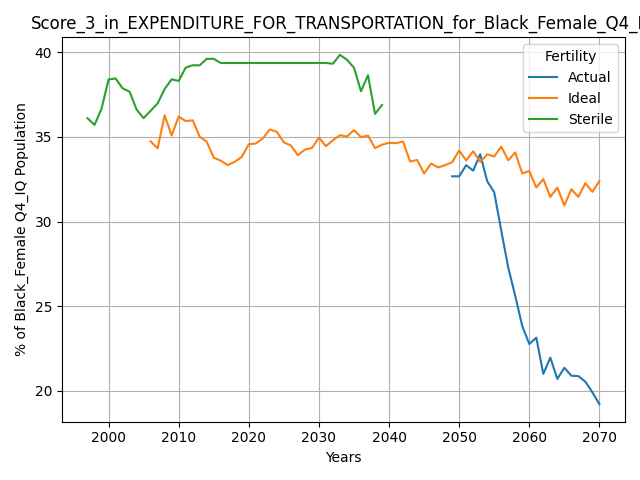 Score_3_in_EXPENDITURE_FOR_TRANSPORTATION_for_Black_Female_Q4_I
Fertility
Actual
Ideal
Sterile
% of Black_Female Q4_IQ Population
40
35
30
25
20
2000 2010 2020 2030 2040 2050 2060 2070
Years